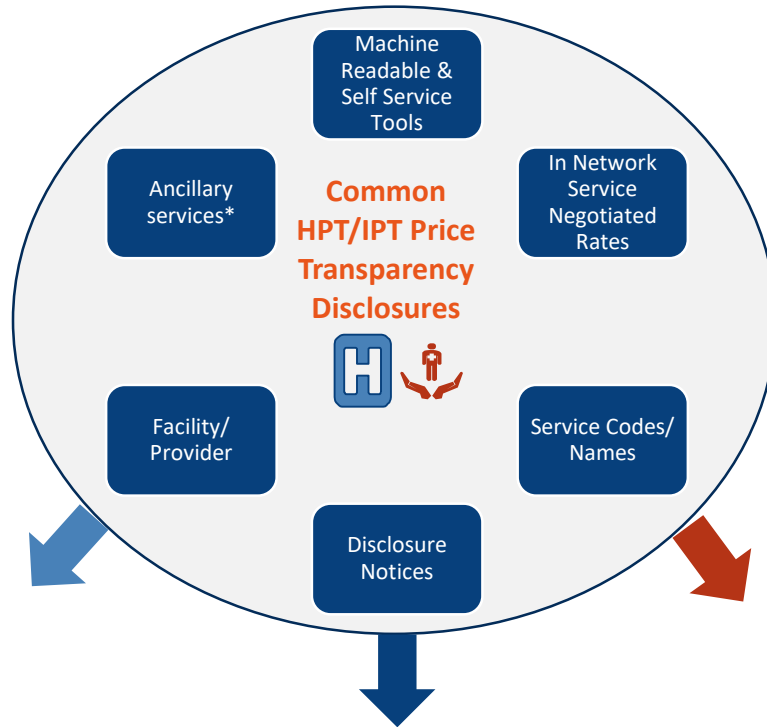 Machine
Readable &
Self Service
Tools
Ancillary
services*
Common
HPT/IPT Price
Transparency
Disclosures
In Network
Service
Negotiated
Rates
H
Facility/
Provider
Service Codes/
Names
Disclosure
Notices